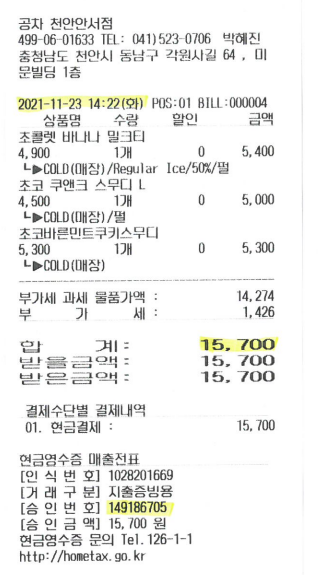 공차 천안안서점
499-06-01633 TEL: 041)523-0706 박혜진
충청남도 천안시 동남구 각원사길 64 , 미
문빌딩 1층
2021-11-23 14:22(화) POS:01 BILL:000004
상품명 수량 할인 금액
초콜렛 바나나 밀크티
4,900 1개 0 5,400
┗▶COLD(매장)/Regular Ice/50%/펄
초코 쿠앤크 스무디 L
4,500 1개 0 5,000
┗▶COLD(매장)/펄
초코바른민트쿠키스무디
5,300 1개 0 5,300
┗▶COLD(매장)
부가세 과세 물품가액 : 14,274
부 가 세 : 1,426
합 계 : 15,700
받을금액 : 15,700
받은금액 : 15,700
결제수단별 결제내역
01. 현금결제 : 15,700
현금영수증 매출전표
[인 식 번 호] 1028201669
[거 래 구 분] 지출증빙용
[승 인 번 호] 149186705
[승 인 금 액] 15,700 원
현금영수증 문의 Tel.126-1-1
http://hometax.go.kr